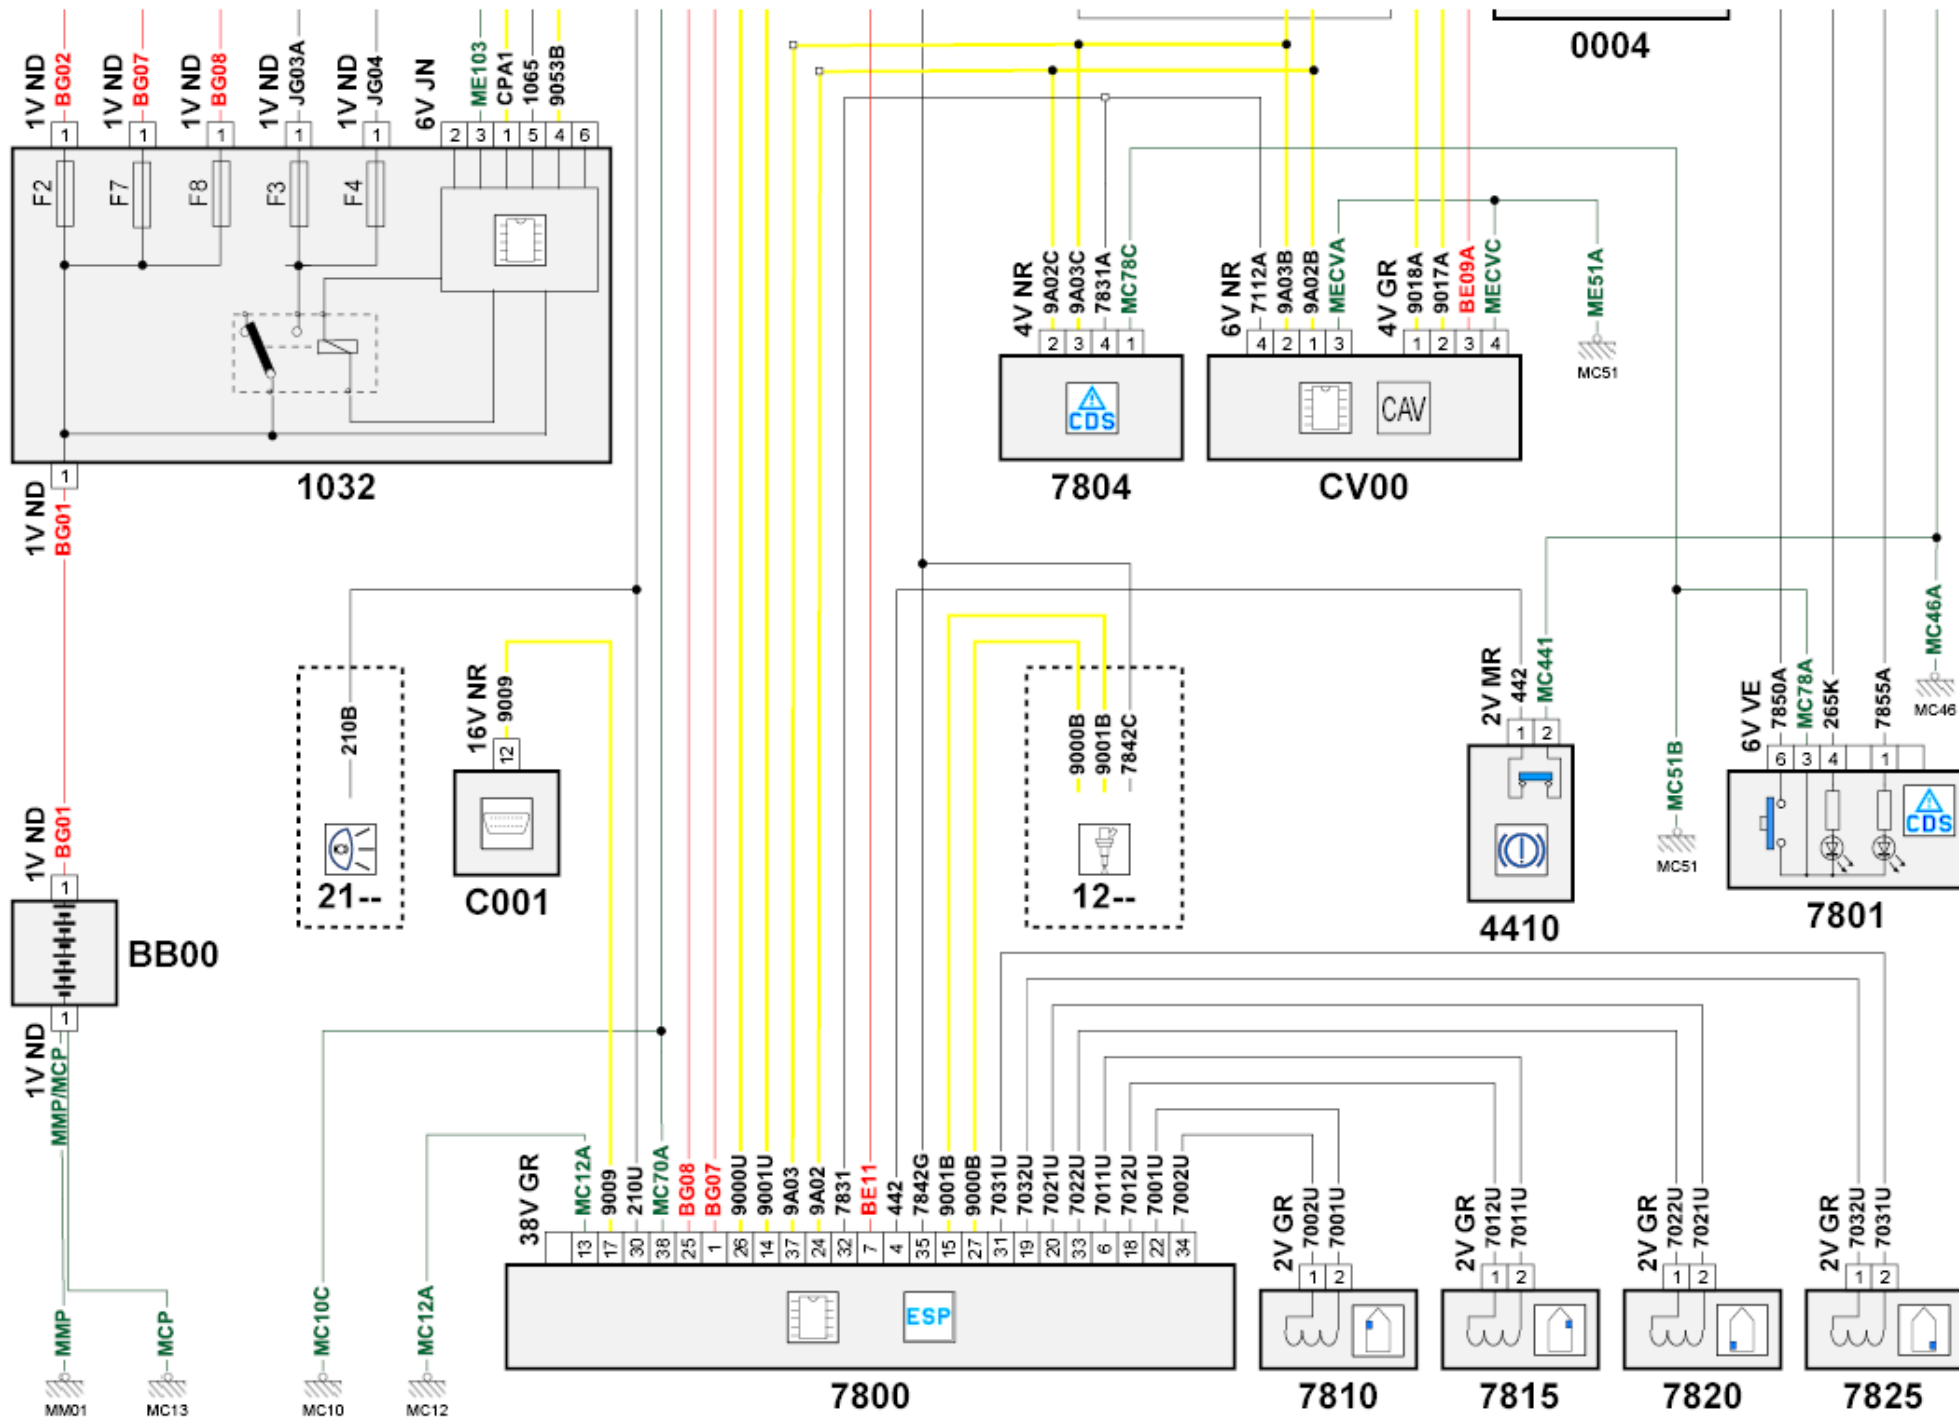 0004
1V ND
BG02
1V ND
BG07
1V ND
BG08
1V ND
JG03A
1V ND
JG04
6V JN
ME103
CPA1
1065
9053B
1 1 1 1 1 2 3 1 5 4 6
F2
F7
F8
F3
F4
1032
4V NR
9A02C
9A03C
7831A
MC78C
2 3 4 1
CDS
7804
6V NR
7112A
9A03B
9A02B
MECVA
4 2 1 3
4V GR
9018A
9017A
BE09A
MECVC
1 2 3 4
CAV
CV00
ME51A
MC51
1
1V ND
BG01
210B
21--
16V NR
9009
12
C001
9000B
9001B
7842C
12--
2V MR
442
MC441
1 2
4410
MC51B
MC51
6V VE
7850A
MC78A
265K
7855A
6 3 4 1
CDS
7801
MC46A
MC46
1V ND
BG01
1
BB00
1
1V ND
MMP/MCP
MMP
MM01
MCP
MC13
MC10C
MC10
MC12A
MC12
38V GR
MC12A
9009
210U
MC70A
BG08
BG07
9000U
9001U
9A03
9A02
7831
BE11
442
7842G
9001B
9000B
7031U
7032U
7021U
7022U
7011U
7012U
7001U
7002U
13 17 30 38 25 1 26 14 37 24 32 7 4 35 15 27 31 19 20 33 6 18 22 34
ESP
7800
2V GR
7002U
7001U
1 2
7810
2V GR
7012U
7011U
1 2
7815
2V GR
7022U
7021U
1 2
7820
2V GR
7032U
7031U
1 2
7825